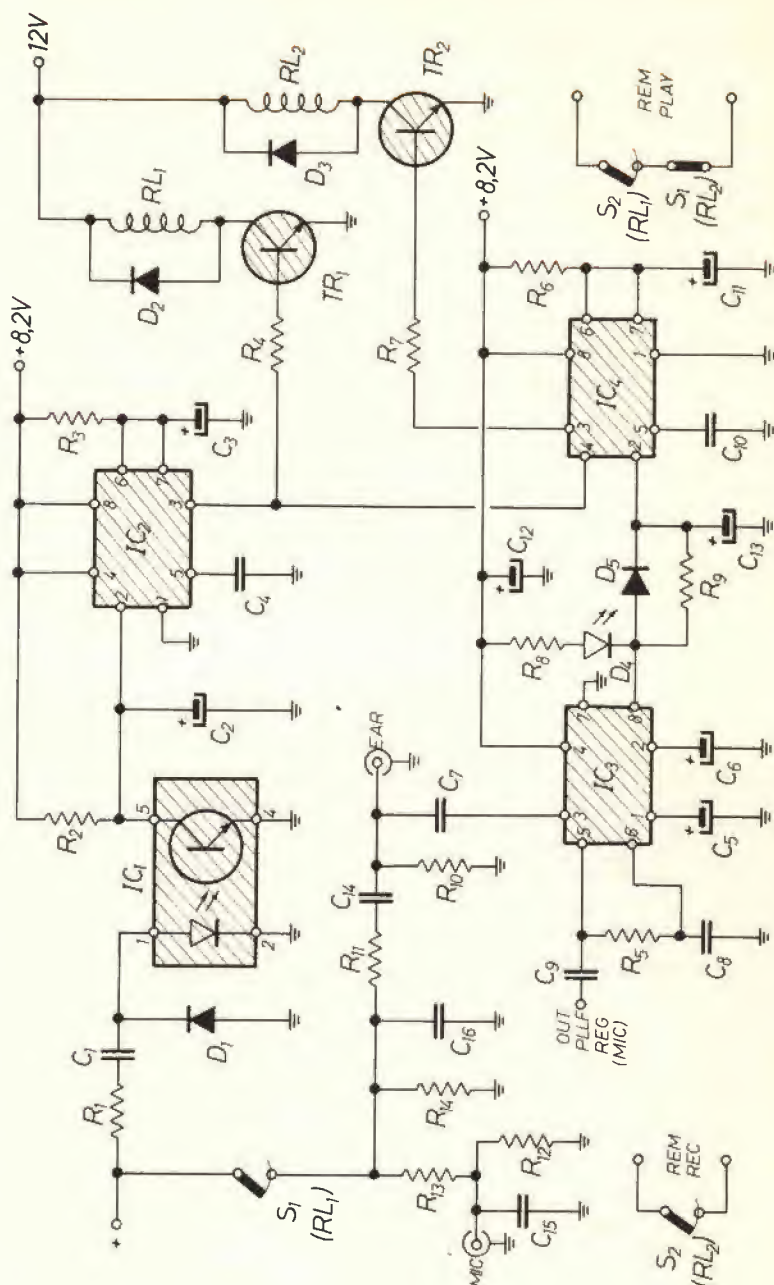 12V
RL2
TR2
D3
RL1
D2
TR1
+8,2V
R3
C3
R4
R7
6
7
8
4
2
3
5
1
IC2
C4
R2
C2
IC1
5
4
1
2
C1
R1
D1
+
S1
(RL1)
+8,2V
R6
C11
6
7
8
1
IC4
3
4
5
2
C10
C12
D5
C13
R9
R8
D4
EAR
C7
C14
R10
R11
C16
R14
R13
R12
MIC
C15
7
8
4
2
IC3
3
5
1
6
C6
C5
R5
C8
C9
OUT
PLLF
REG
(MIC)
REM
PLAY
S2
(RL1)
S1
(RL2)
REM
REC
S2
(RL2)